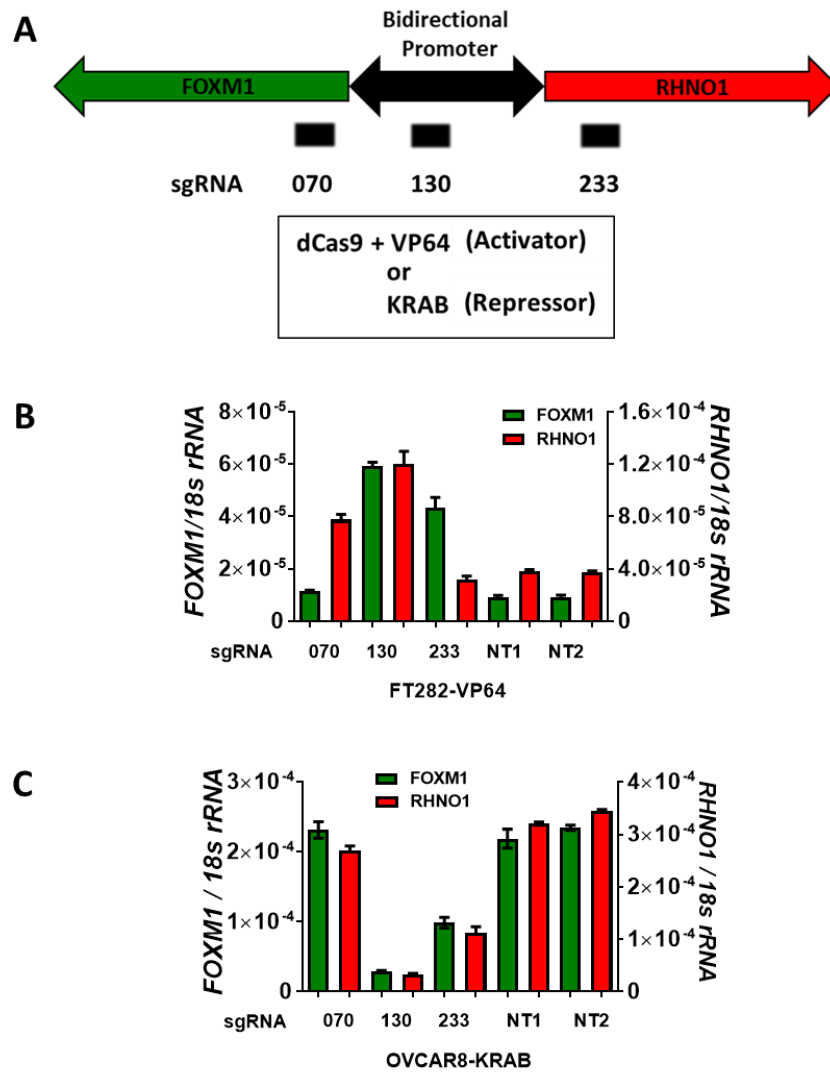 A
Bidirectional
Promoter
FOXM1
RHNO1
sgRNA 070 130 233
dCas9 + VP64 (Activator)
or
KRAB (Repressor)
B
FOXM1/18s rRNA
8×10-5
6×10-5
4×10-5
2×10-5
0
FOXM1
RHNO1
1.6×10-4
1.2×10-4
8.0×10-5
4.0×10-5
0
RHNO1/18s rRNA
sgRNA 070 130 233 NT1 NT2
FT282-VP64
C
FOXM1 / 18s rRNA
3×10-4
2×10-4
1×10-4
0
FOXM1
RHNO1
4×10-4
3×10-4
2×10-4
1×10-4
0
RHNO1 / 18s rRNA
sgRNA 070 130 233 NT1 NT2
OVCAR8-KRAB